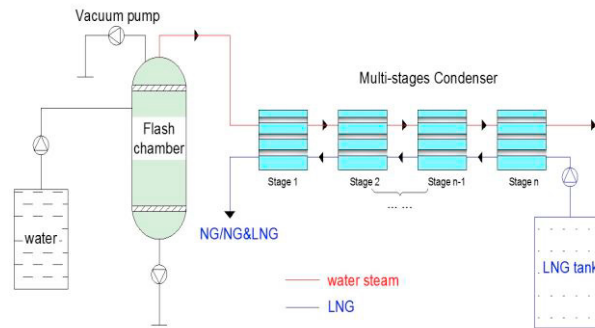 Vacuum pump
Multi-stages Condenser
Flash
chamber
Stage 1
Stage 2
Stage n-1
Stage n
... ...
water
NG/NG&LNG
LNG tank
water steam
LNG